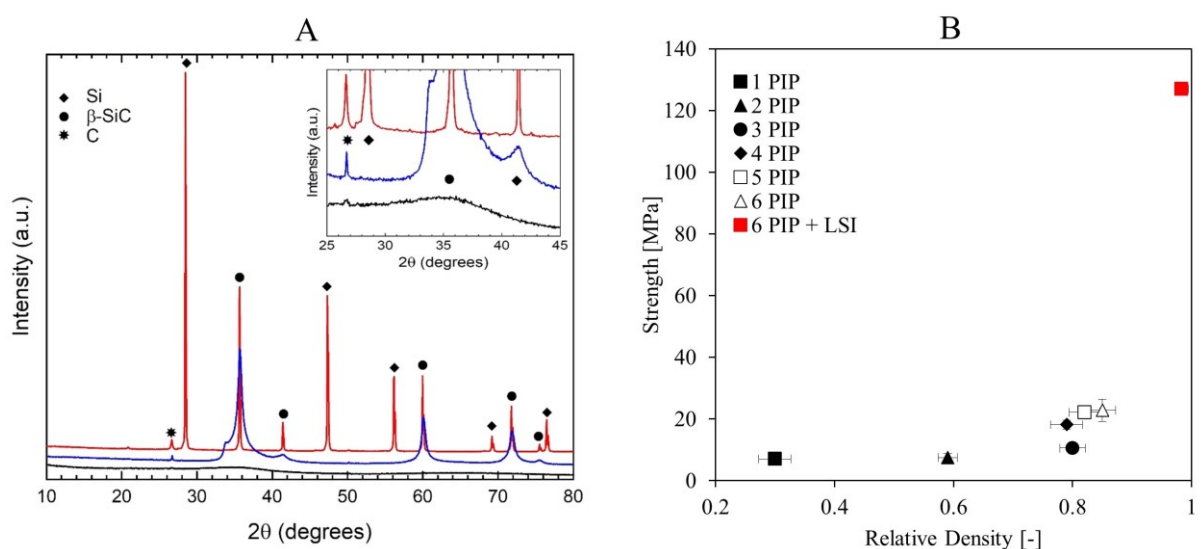 A
Si
β-SiC
C
Intensity (a.u.)
10 20 30 40 50 60 70 80
2θ (degrees)
Intensity (a.u.)
25 30 35 40 45
2θ (degrees)
B
140
120
100
80
60
40
20
0
Strength [MPa]
1 PIP
2 PIP
3 PIP
4 PIP
5 PIP
6 PIP
6 PIP + LSI
0.2 0.4 0.6 0.8 1
Relative Density [-]